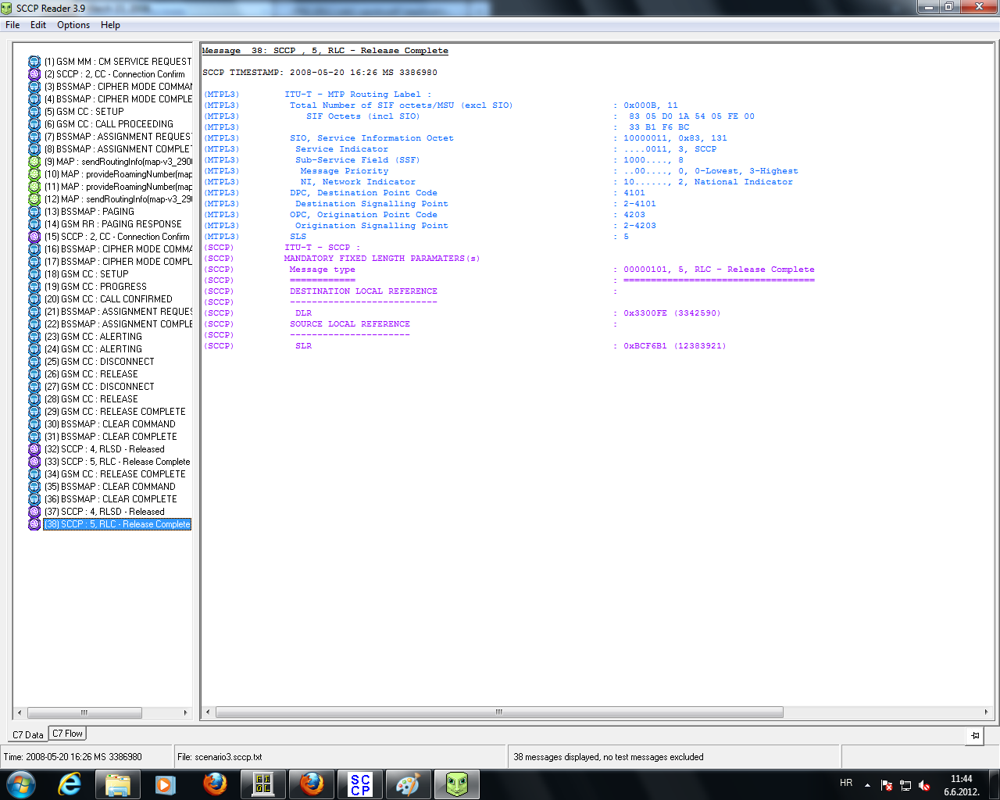 SCCP Reader 3.9
File Edit Options Help
(1) GSM MM : CM SERVICE REQUEST
(2) SCCP : 2, CC - Connection Confirm
(3) BSSMAP : CIPHER MODE COMMAN
(4) BSSMAP : CIPHER MODE COMPLE
(5) GSM CC : SETUP
(6) GSM CC : CALL PROCEEDING
(7) BSSMAP : ASSIGNMENT REQUEST
(8) BSSMAP : ASSIGNMENT COMPLET
(9) MAP : sendRoutingInfo(map-v3_290
(10) MAP : provideRoamingNumber(map
(11) MAP : provideRoamingNumber(map
(12) MAP : sendRoutingInfo(map-v3_29
(13) BSSMAP : PAGING
(14) GSM RR : PAGING RESPONSE
(15) SCCP : 2, CC - Connection Confirm
(16) BSSMAP : CIPHER MODE COMMA
(17) BSSMAP : CIPHER MODE COMPL
(18) GSM CC : SETUP
(19) GSM CC : PROGRESS
(20) GSM CC : CALL CONFIRMED
(21) BSSMAP : ASSIGNMENT REQUES
(22) BSSMAP : ASSIGNMENT COMPLE
(23) GSM CC : ALERTING
(24) GSM CC : ALERTING
(25) GSM CC : DISCONNECT
(26) GSM CC : RELEASE
(27) GSM CC : DISCONNECT
(28) GSM CC : RELEASE
(29) GSM CC : RELEASE COMPLETE
(30) BSSMAP : CLEAR COMMAND
(31) BSSMAP : CLEAR COMPLETE
(32) SCCP : 4, RLSD - Released
(33) SCCP : 5, RLC - Release Complete
(34) GSM CC : RELEASE COMPLETE
(35) BSSMAP : CLEAR COMMAND
(36) BSSMAP : CLEAR COMPLETE
(37) SCCP : 4, RLSD - Released
(38) SCCP : 5, RLC - Release Complete
Message 38: SCCP , 5, RLC - Release Complete
SCCP TIMESTAMP: 2008-05-20 16:26 MS 3386980
(MTPL3) ITU-T - MTP Routing Label :
(MTPL3) Total Number of SIF octets/MSU (excl SIO) : 0x000B, 11
(MTPL3) SIF Octets (incl SIO) : 83 05 D0 1A 54 05 FE 00
(MTPL3) : 33 B1 F6 BC
(MTPL3) SIO, Service Information Octet : 10000011, 0x83, 131
(MTPL3) Service Indicator : ....0011, 3, SCCP
(MTPL3) Sub-Service Field (SSF) : 1000...., 8
(MTPL3) Message Priority : ..00...., 0, 0-Lowest, 3-Highest
(MTPL3) NI, Network Indicator : 10......, 2, National Indicator
(MTPL3) DPC, Destination Point Code : 4101
(MTPL3) Destination Signalling Point : 2-4101
(MTPL3) OPC, Origination Point Code : 4203
(MTPL3) Origination Signalling Point : 2-4203
(MTPL3) SLS : 5
(SCCP) ITU-T - SCCP :
(SCCP) MANDATORY FIXED LENGTH PARAMATERS(s)
(SCCP) Message type : 00000101, 5, RLC - Release Complete
(SCCP) ============ : ===================================
(SCCP) DESTINATION LOCAL REFERENCE :
(SCCP) ---------------------------
(SCCP) DLR : 0x3300FE (3342590)
(SCCP) SOURCE LOCAL REFERENCE :
(SCCP) ----------------------
(SCCP) SLR : 0xBCF6B1 (12383921)
C7 Data C7 Flow
Time: 2008-05-20 16:26 MS 3386980 File: scenario3.sccp.txt 38 messages displayed, no test messages excluded
SCCP
HR
11:44
6.6.2012.